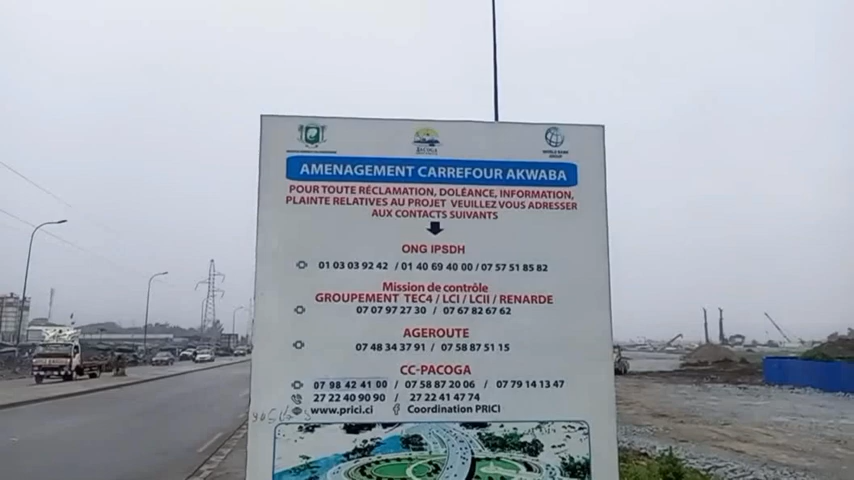 PACOGA
WORLD BANK GROUP
AMENAGEMENT CARREFOUR AKWABA
POUR TOUTE RÉCLAMATION, DOLÉANCE, INFORMATION,
PLAINTE RELATIVES AU PROJET VEUILLEZ VOUS ADRESSER
AUX CONTACTS SUIVANTS
ONG IPSDH
01 03 03 92 42 / 01 40 69 40 00 / 07 57 51 85 82
Mission de contrôle
GROUPEMENT TEC4 / LCI / LCII / RENARDE
07 07 97 27 30 / 07 67 82 67 62
AGEROUTE
07 48 34 37 91 / 07 58 87 51 15
CC-PACOGA
07 98 42 41 00 / 07 58 87 20 06 / 07 79 14 13 47
27 22 40 90 90 / 27 22 41 47 74
www.prici.ci f Coordination PRICI